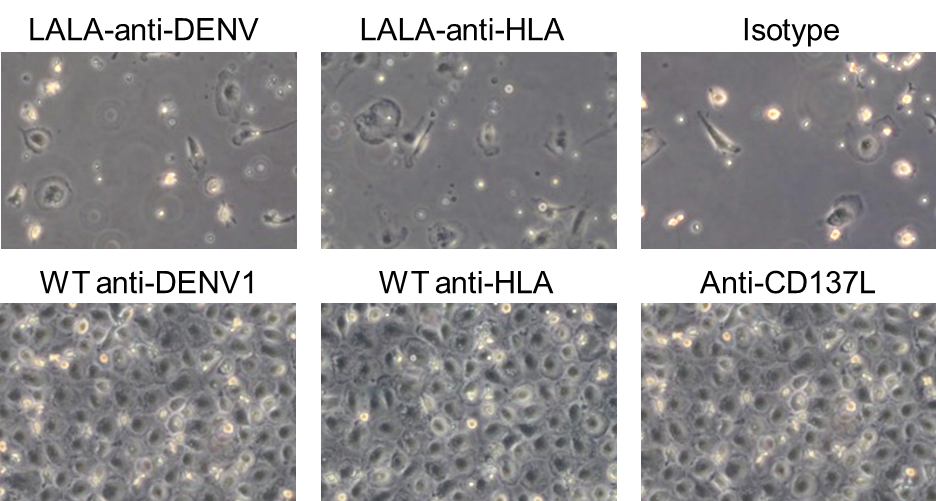 LALA-anti-DENV
LALA-anti-HLA
Isotype
WT anti-DENV1
WT anti-HLA
Anti-CD137L